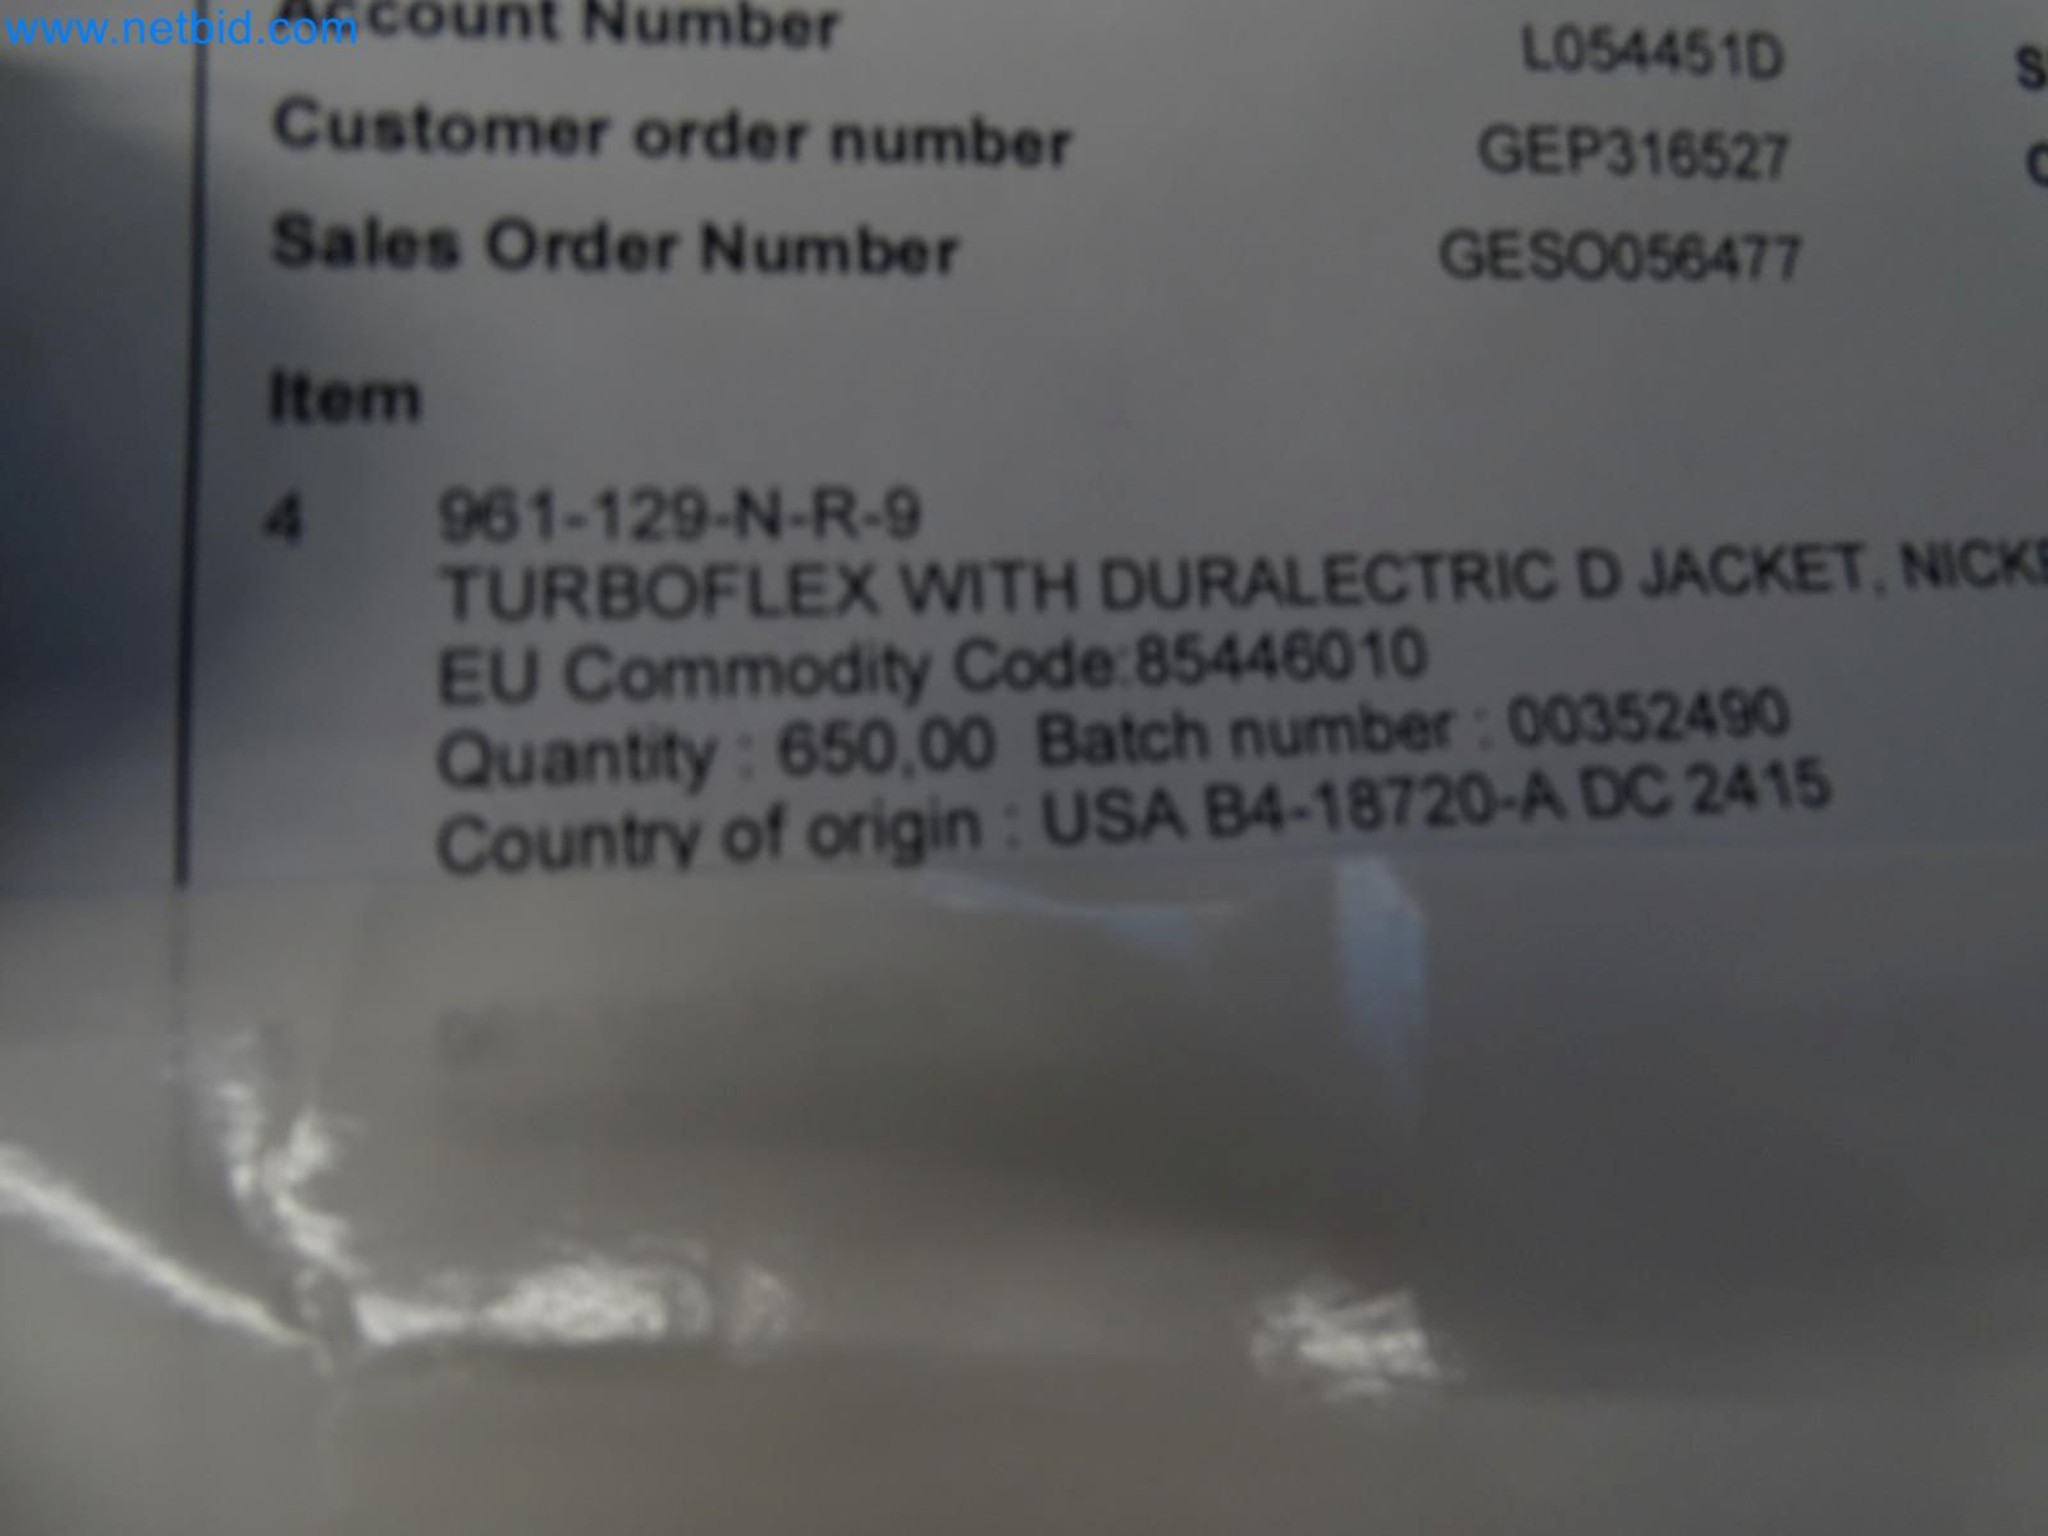 www.netbid.com
Account Number L054451D
Customer order number GEP316527
Sales Order Number GESO056477
Item
4 961-129-N-R-9
TURBOFLEX WITH DURALECTRIC D JACKET, NICKE
EU Commodity Code:85446010
Quantity : 650,00 Batch number : 00352490
Country of origin : USA B4-18720-A DC 2415